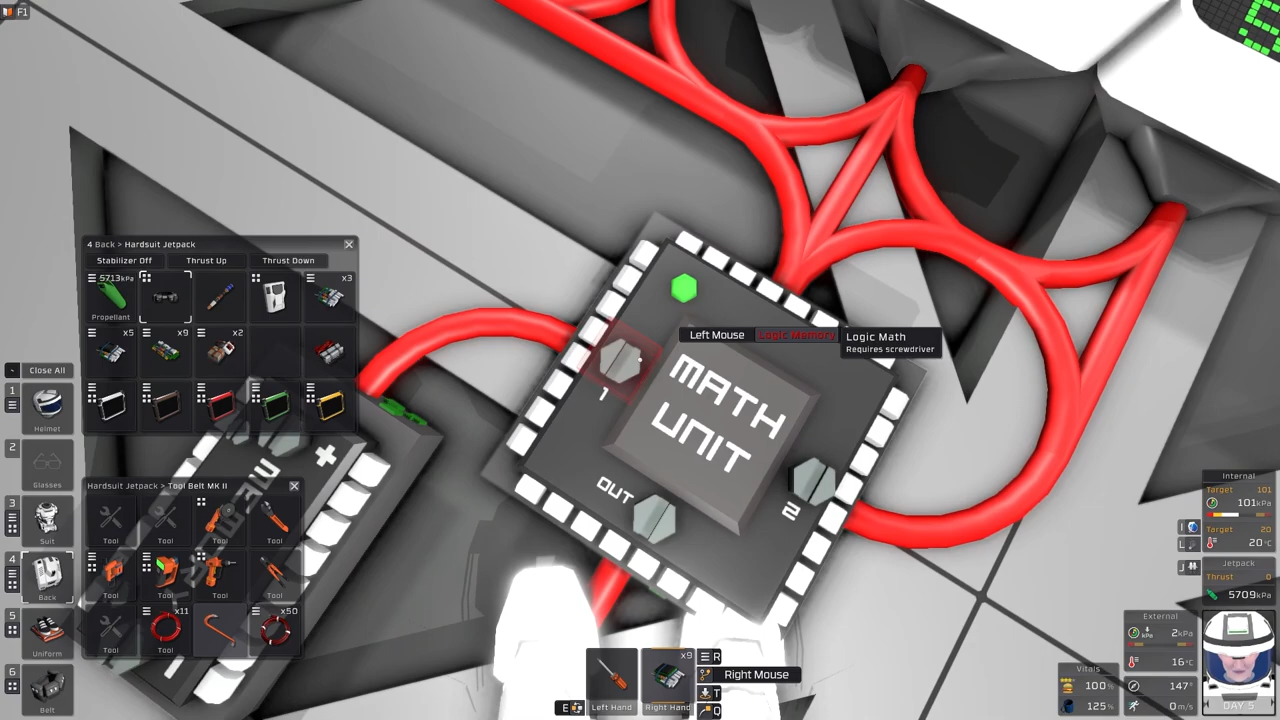 F1
4 Back > Hardsuit Jetpack
Stabilizer Off
Thrust Up
Thrust Down
5713kPa
Propellant
x3
x5
x9
x2
Close All
1
Helmet
2
Glasses
3
Suit
4
Back
5
Uniform
6
Belt
Hardsuit Jetpack > Tool Belt MK II
Tool
Tool
Tool
Tool
Tool
Tool
Tool
Tool
x11
x50
Tool
Tool
Left Mouse
Logic Memory
Logic Math
Requires screwdriver
MATH
UNIT
1
2
OUT
+
E
Left Hand
x9
Right Hand
R
Right Mouse
T
Q
Internal
Target 101
101kPa
Target 20
20°C
Jetpack
Thrust 0
5709kPa
External
kPa
2kPa
16°C
147°
0m/s
Vitals
100%
125%
DAY 5
I
L
J